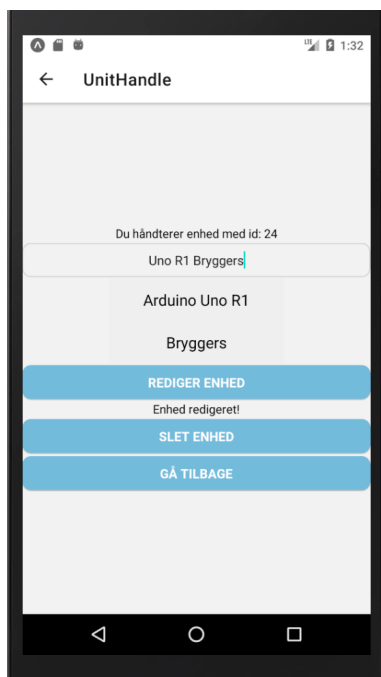 LTE 1:32
UnitHandle
Du håndterer enhed med id: 24
Uno R1 Bryggers
Arduino Uno R1
Bryggers
REDIGER ENHED
Enhed redigeret!
SLET ENHED
GÅ TILBAGE